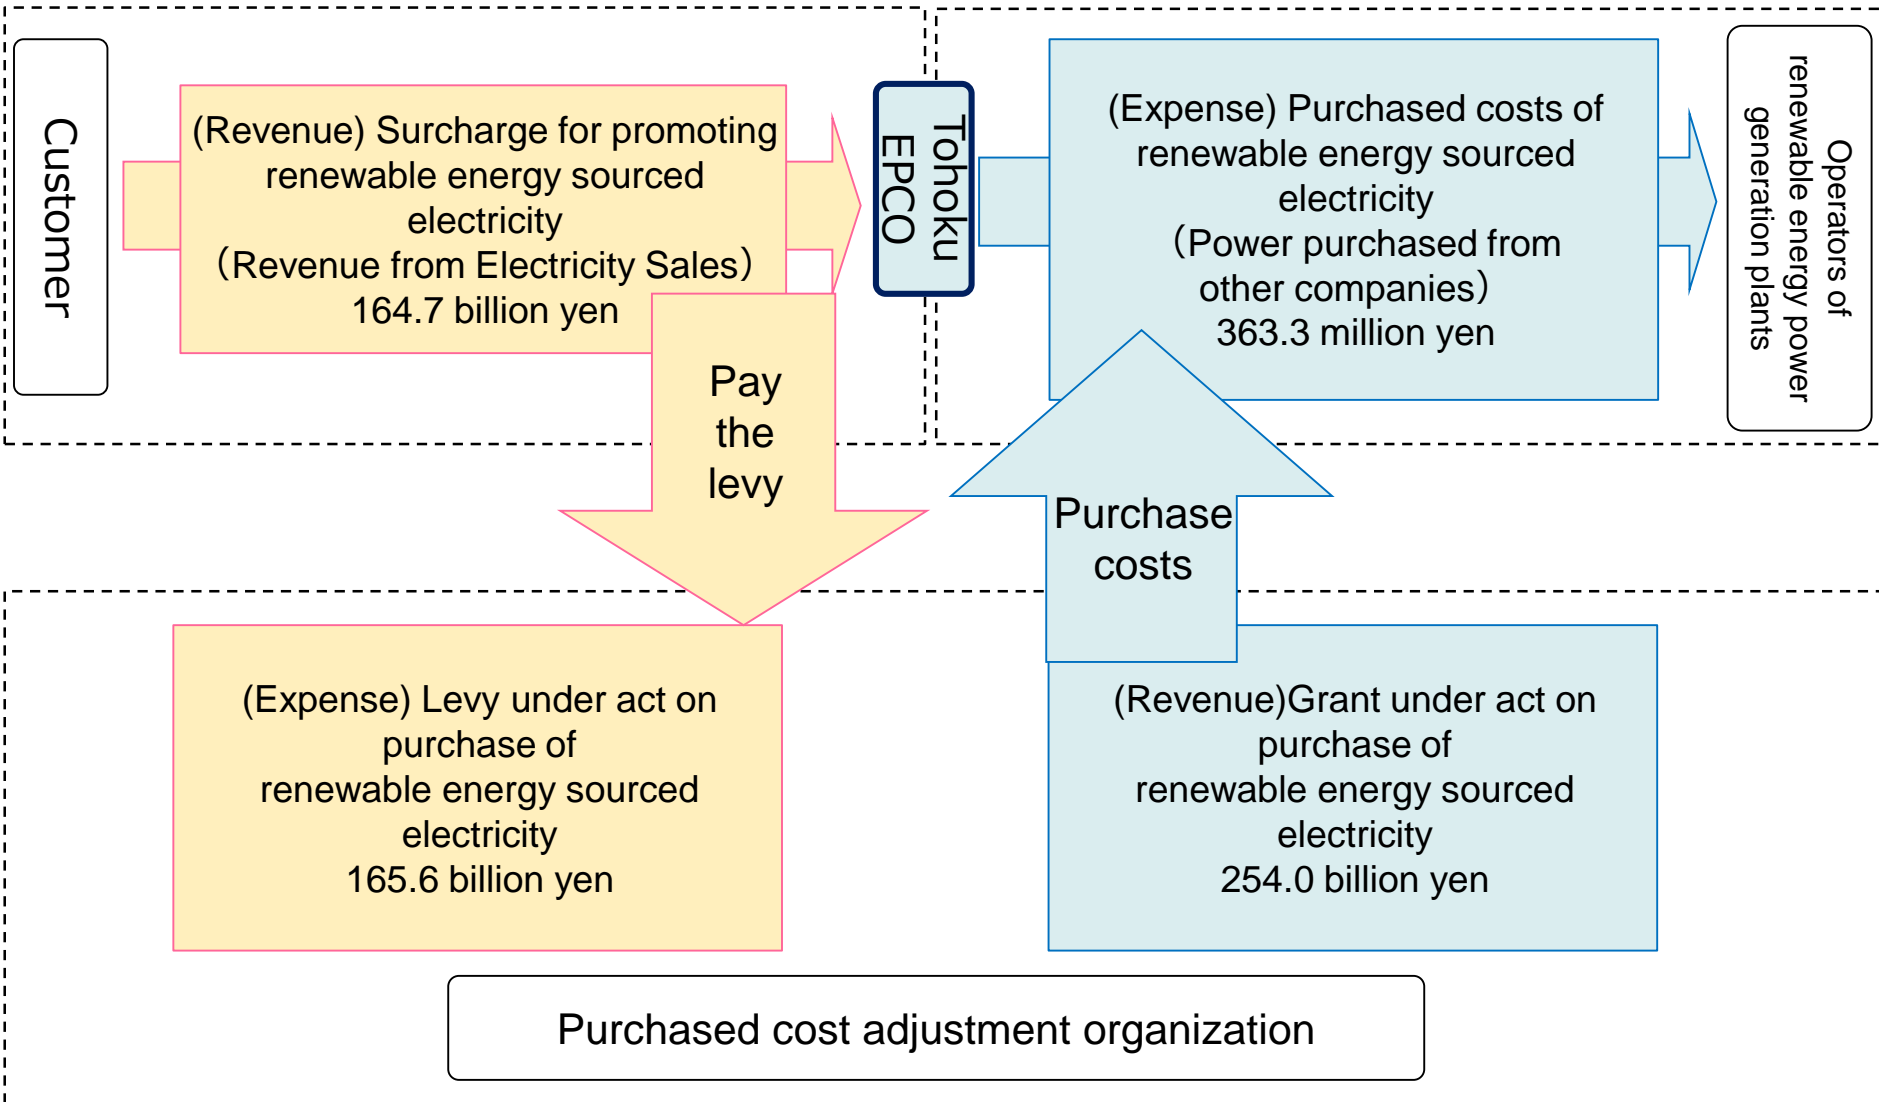 Customer
(Revenue) Surcharge for promoting
renewable energy sourced
electricity
（Revenue from Electricity Sales）
164.7 billion yen
Tohoku
EPCO
(Expense) Purchased costs of
renewable energy sourced
electricity
（Power purchased from
other companies）
363.3 million yen
Operators of
renewable energy power
generation plants
Pay
the
levy
Purchase
costs
(Expense) Levy under act on
purchase of
renewable energy sourced
electricity
165.6 billion yen
(Revenue)Grant under act on
purchase of
renewable energy sourced
electricity
254.0 billion yen
Purchased cost adjustment organization